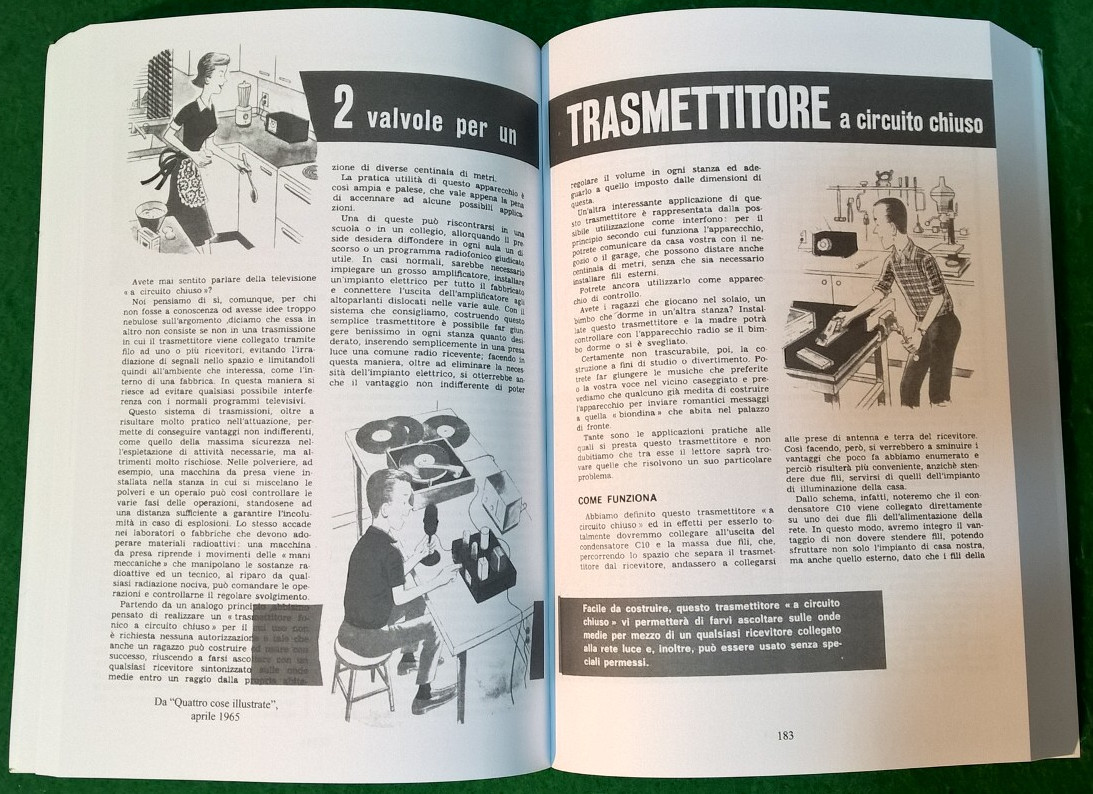 2 valvole per un
Avete mai sentito parlare della televisione
« a circuito chiuso »?
Noi pensiamo di sì, comunque, per chi
non fosse a conoscenza od avesse idee troppo
nebulose sull'argomento ,diciamo che essa in
altro non consiste se non in una trasmissione
in cui il trasmettitore viene collegato tramite
filo ad uno o più ricevitori, evitando l'irra-
diazione di segnali nello spazio e limitandoli
quindi all'ambiente che interessa, come l'in-
terno di una fabbrica. In questa maniera si
riesce ad evitare qualsiasi possibile interfe-
renza con i normali programmi televisivi.
Questo sistema di trasmissioni, oltre a
risultare molto pratico nell'attuazione, per-
mette di conseguire vantaggi non indifferenti,
come quello della massima sicurezza nel-
l'espletazione di attività necessarie, ma al-
trimenti molto rischiose. Nelle polveriere, ad
esempio, una macchina da presa viene in-
stallata nella stanza in cui si miscelano le
polveri e un operaio può così controllare le
varie fasi delle operazioni, standosene ad
una distanza sufficiente a garantire l'incolu-
mità in caso di esplosioni. Lo stesso accade
nei laboratori o fabbriche che devono ado-
perare materiali radioattivi: una macchina
da presa riprende i movimenti delle « mani
meccaniche » che manipolano le sostanze ra-
dioattive ed un tecnico, al riparo da qual-
siasi radiazione nociva, può comandare le ope-
razioni e controllarne il regolare svolgimento.
Partendo da un analogo principio abbiamo
pensato di realizzare un « trasmettitore fo-
nico a circuito chiuso » per il cui uso non
è richiesta nessuna autorizzazione e tale che
anche un ragazzo può costruire ed usare con
successo, riuscendo a farsi ascoltare con un
qualsiasi ricevitore sintonizzato sulle onde
medie entro un raggio dalla propria abita-
Da "Quattro cose illustrate",
aprile 1965
zione di diverse centinaia di metri.
La pratica utilità di questo apparecchio è
così ampia e palese, che vale appena la pena
di accennare ad alcune possibili applica-
zioni.
Una di queste può riscontrarsi in una
scuola o in un collegio, allorquando il pre-
side desidera diffondere in ogni aula un di-
scorso o un programma radiofonico giudicato
utile. In casi normali, sarebbe necessario
impiegare un grosso amplificatore, installare
un'impianto elettrico per tutto il fabbricato
e connettere l'uscita dell'amplificatore agli
altoparlanti dislocati nelle varie aule. Con il
sistema che consigliamo, costruendo questo
semplice trasmettitore è possibile far giun-
gere benissimo in ogni stanza quanto desi-
derato, inserendo semplicemente in una presa
luce una comune radio ricevente; facendo in
questa maniera, oltre ad eliminare la neces-
sità dell'impianto elettrico, si otterrebbe an-
che il vantaggio non indifferente di poter
TRASMETTITORE a circuito chiuso
regolare il volume in ogni stanza ed ade-
guarlo a quello imposto dalle dimensioni di
questa.
Un'altra interessante applicazione di que-
sto trasmettitore è rappresentata dalla pos-
sibile utilizzazione come interfono: per il
principio secondo cui funziona l'apparecchio,
potrete comunicare da casa vostra con il ne-
gozio o il garage, che possono distare anche
centinaia di metri, senza che sia necessario
installare fili esterni.
Potrete ancora utilizzarlo come apparec-
chio di controllo.
Avete i ragazzi che giocano nel solaio, un
bimbo che dorme in un'altra stanza? Instal-
late questo trasmettitore e la madre potrà
controllare con l'apparecchio radio se il bim-
bo dorme o si è svegliato.
Certamente non trascurabile, poi, la co-
struzione a fini di studio o divertimento. Po-
trete far giungere le musiche che preferite
o la vostra voce nel vicino caseggiato e pre-
vediamo che qualcuno già medita di costruire
l'apparecchio per inviare romantici messaggi
a quella « biondina » che abita nel palazzo
di fronte.
Tante sono le applicazioni pratiche alle
quali si presta questo trasmettitore e non
dubitiamo che tra esse il lettore saprà tro-
vare quelle che risolvono un suo particolare
problema.
COME FUNZIONA
Abbiamo definito questo trasmettitore « a
circuito chiuso » ed in effetti per esserlo to-
talmente dovremmo collegare all'uscita del
condensatore C10 e la massa due fili, che,
percorrendo lo spazio che separa il trasmet-
titore dal ricevitore, andassero a collegarsi
alle prese di antenna e terra del ricevitore.
Così facendo, però, si verrebbero a sminuire i
vantaggi che poco fa abbiamo enumerato e
perciò risulterà più conveniente, anzichè sten-
dere due fili, servirsi di quelli dell'impianto
di illuminazione della casa.
Dallo schema, infatti, noteremo che il con-
densatore C10 viene collegato direttamente
su uno dei due fili dell'alimentazione della
rete. In questo modo, avremo integro il van-
taggio di non dovere stendere fili, potendo
sfruttare non solo l'impianto di casa nostra,
ma anche quello esterno, dato che i fili della
Facile da costruire, questo trasmettitore « a circuito
chiuso » vi permetterà di farvi ascoltare sulle onde
medie per mezzo di un qualsiasi ricevitore collegato
alla rete luce e, inoltre, può essere usato senza spe-
ciali permessi.
183